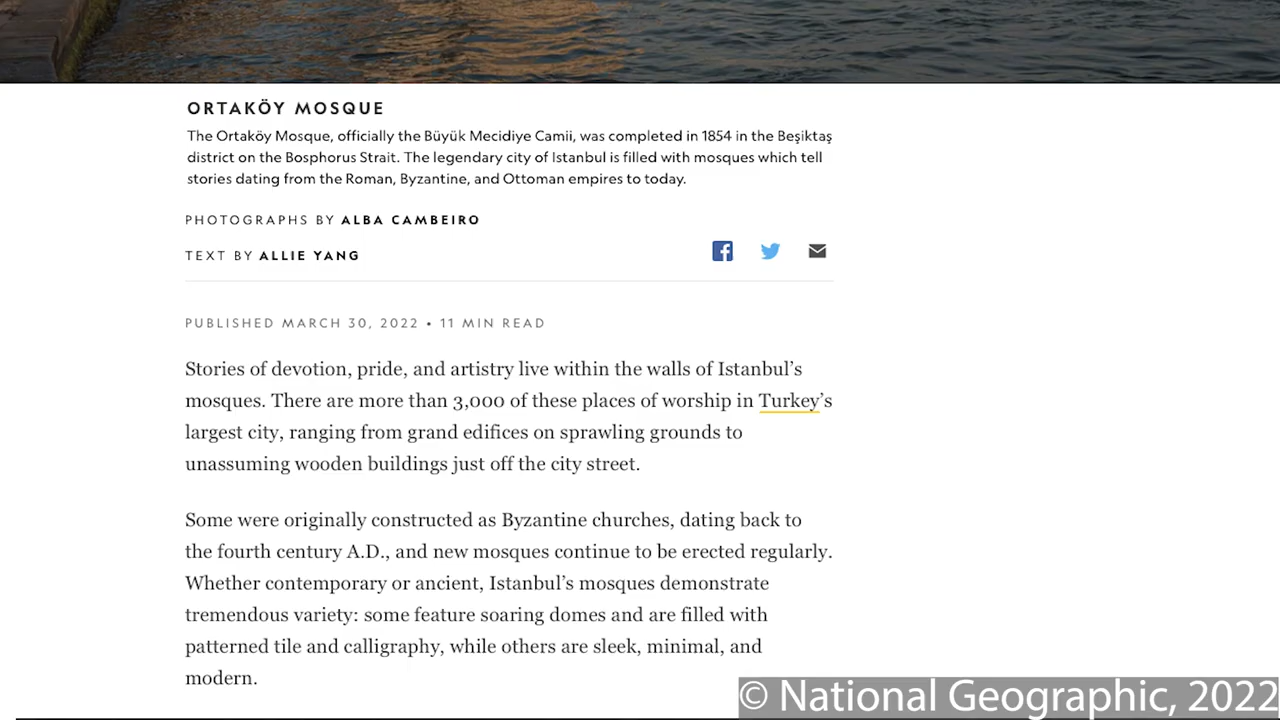 ORTAKÖY MOSQUE
The Ortaköy Mosque, officially the Büyük Mecidiye Camii, was completed in 1854 in the Beşiktaş
district on the Bosphorus Strait. The legendary city of Istanbul is filled with mosques which tell
stories dating from the Roman, Byzantine, and Ottoman empires to today.
PHOTOGRAPHS BY ALBA CAMBEIRO
TEXT BY ALLIE YANG
PUBLISHED MARCH 30, 2022 • 11 MIN READ
Stories of devotion, pride, and artistry live within the walls of Istanbul’s
mosques. There are more than 3,000 of these places of worship in Turkey’s
largest city, ranging from grand edifices on sprawling grounds to
unassuming wooden buildings just off the city street.
Some were originally constructed as Byzantine churches, dating back to
the fourth century A.D., and new mosques continue to be erected regularly.
Whether contemporary or ancient, Istanbul’s mosques demonstrate
tremendous variety: some feature soaring domes and are filled with
patterned tile and calligraphy, while others are sleek, minimal, and
modern.
© National Geographic, 2022